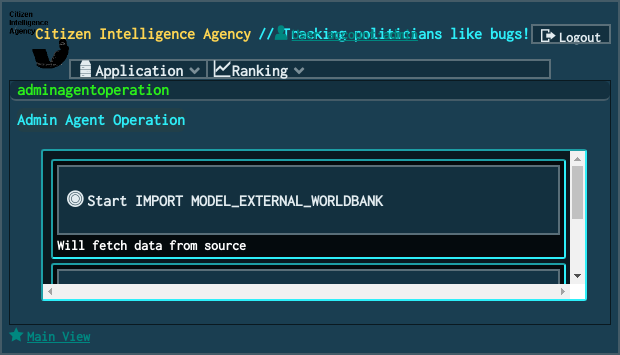 Citizen
Intelligence
Agency
Citizen Intelligence Agency // Tracking politicians like bugs!
Logout
Application
Ranking
adminagentoperation
Admin Agent Operation
Start IMPORT MODEL_EXTERNAL_WORLDBANK
Will fetch data from source
Main View